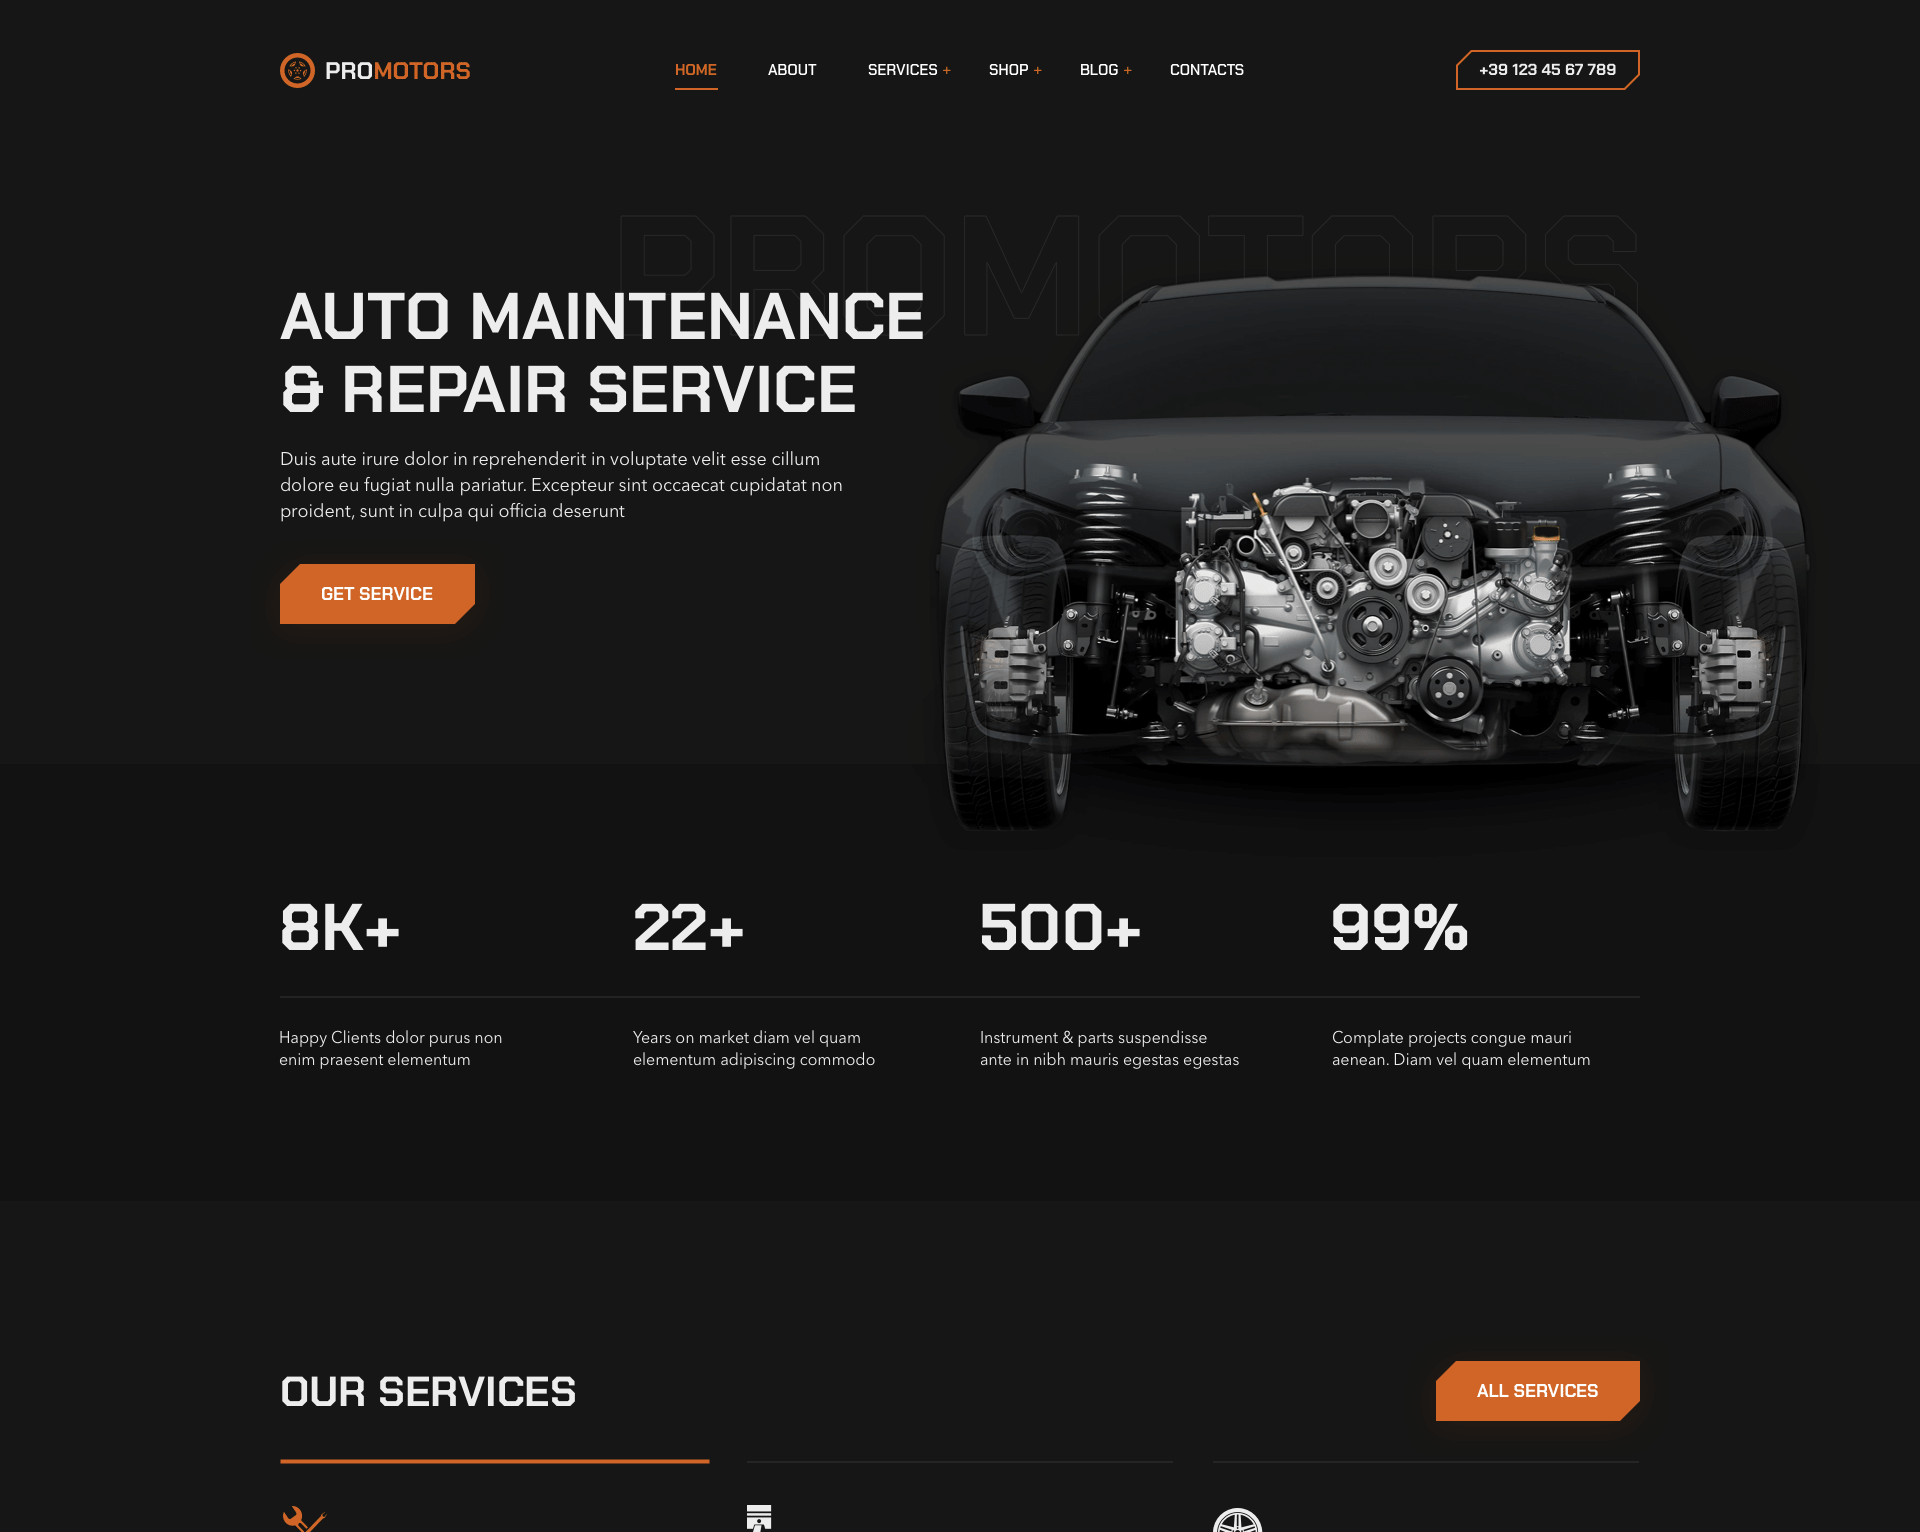 PROMOTORS
HOME
ABOUT
SERVICES +
SHOP +
BLOG +
CONTACTS
+39 123 45 67 789
PROMOTORS
AUTO MAINTENANCE
& REPAIR SERVICE
Duis aute irure dolor in reprehenderit in voluptate velit esse cillum
dolore eu fugiat nulla pariatur. Excepteur sint occaecat cupidatat non
proident, sunt in culpa qui officia deserunt
GET SERVICE
8K+
22+
500+
99%
Happy Clients dolor purus non
enim praesent elementum
Years on market diam vel quam
elementum adipiscing commodo
Instrument & parts suspendisse
ante in nibh mauris egestas egestas
Complate projects congue mauri
aenean. Diam vel quam elementum
OUR SERVICES
ALL SERVICES